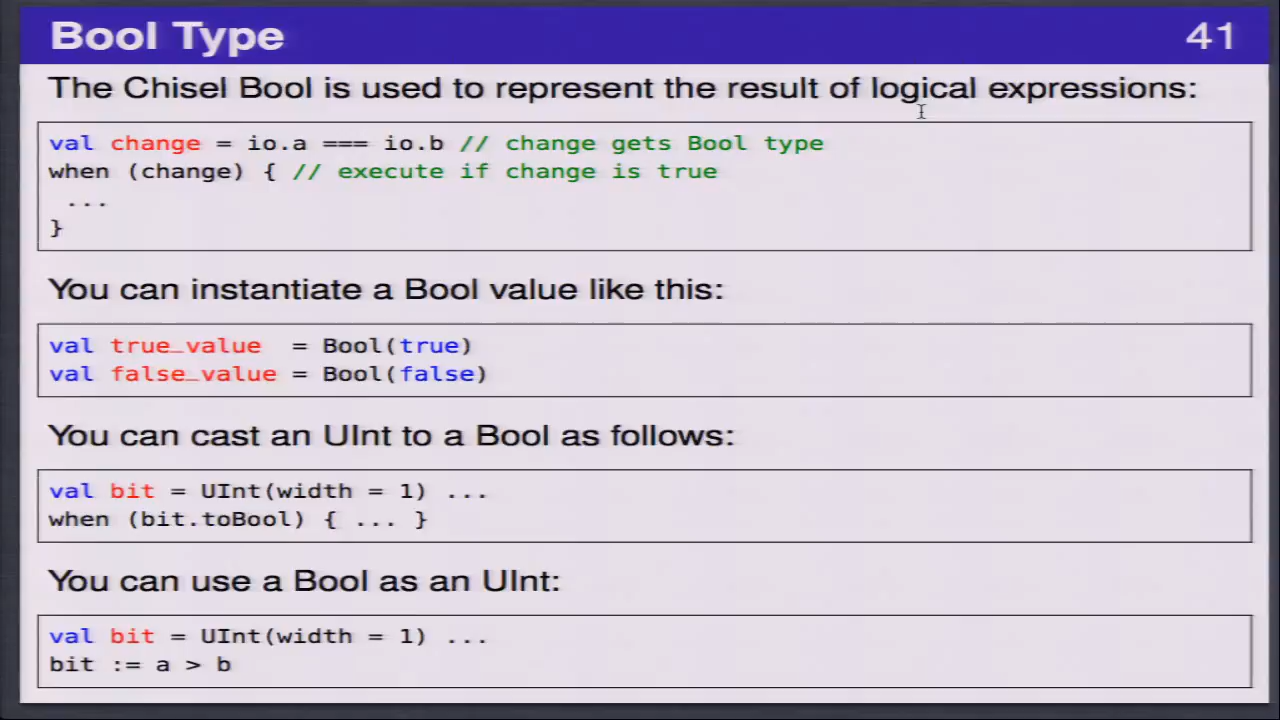 Bool Type 41
The Chisel Bool is used to represent the result of logical expressions:
val change = io.a === io.b // change gets Bool type
when (change) { // execute if change is true
...
}
You can instantiate a Bool value like this:
val true_value = Bool(true)
val false_value = Bool(false)
You can cast an UInt to a Bool as follows:
val bit = UInt(width = 1) ...
when (bit.toBool) { ... }
You can use a Bool as an UInt:
val bit = UInt(width = 1) ...
bit := a > b